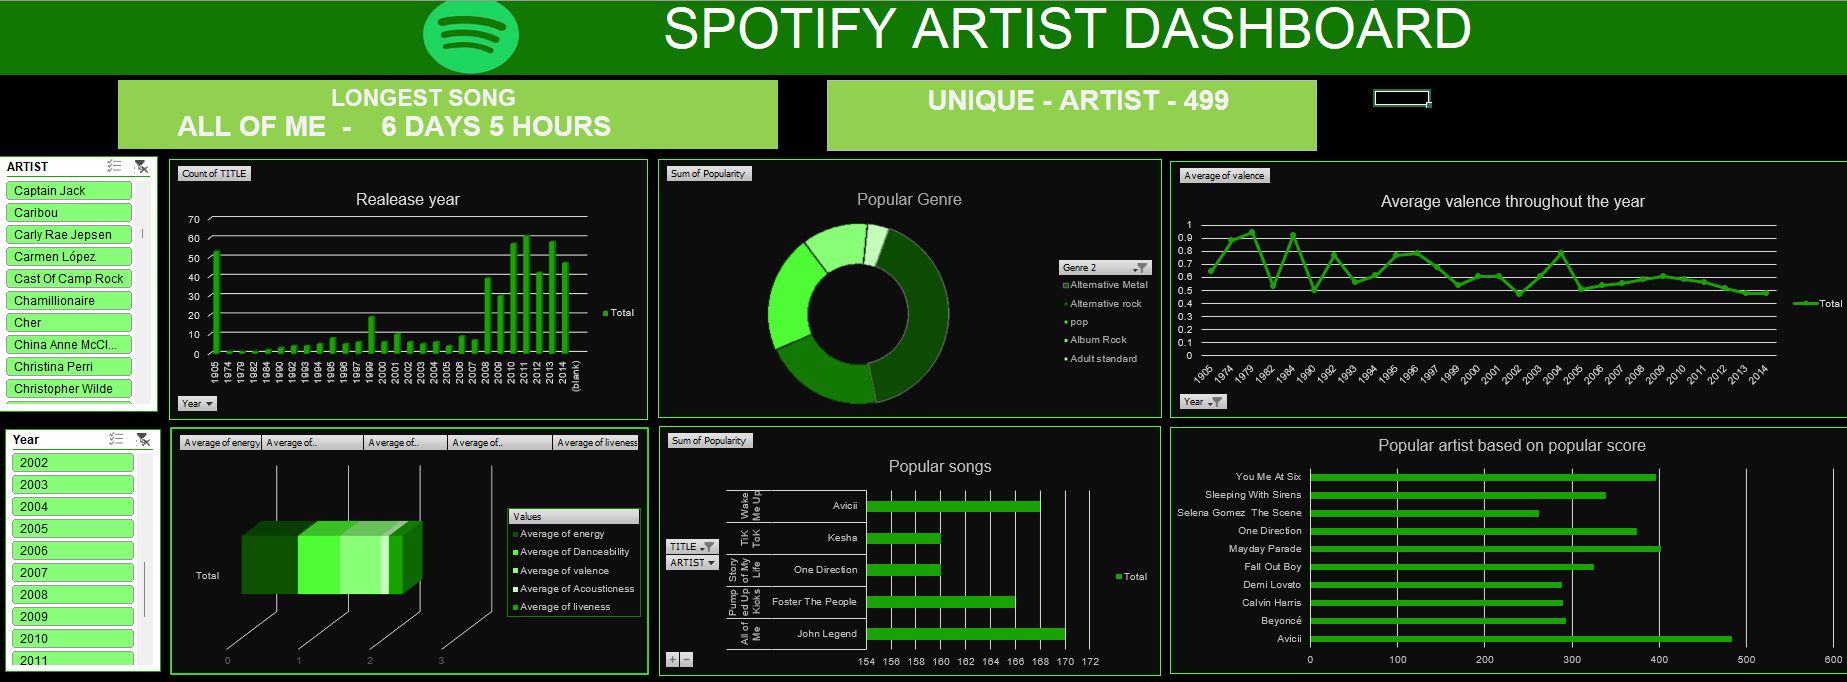 SPOTIFY ARTIST DASHBOARD
LONGEST SONG
ALL OF ME - 6 DAYS 5 HOURS
UNIQUE - ARTIST - 499
ARTIST
Captain Jack
Caribou
Carly Rae Jepsen
Carmen López
Cast Of Camp Rock
Chamillionaire
Cher
China Anne McCl...
Christina Perri
Christopher Wilde
Count of TITLE
Realease year
70
60
50
40
30
20
10
0
1905
1974
1979
1982
1984
1990
1992
1993
1994
1995
1996
1997
1999
2000
2001
2002
2003
2004
2005
2006
2007
2008
2009
2010
2011
2012
2013
2014
(blank)
Total
Year
Sum of Popularity
Popular Genre
Genre 2
Alternative Metal
Alternative rock
pop
Album Rock
Adult standard
Average of valence
Average valence throughout the year
1
0.9
0.8
0.7
0.6
0.5
0.4
0.3
0.2
0.1
0
1905
1974
1979
1982
1984
1990
1992
1993
1994
1995
1996
1997
1999
2000
2001
2002
2003
2004
2005
2006
2007
2008
2009
2010
2011
2012
2013
2014
Total
Year
Year
2002
2003
2004
2005
2006
2007
2008
2009
2010
2011
Average of energy
Average of..
Average of..
Average of..
Average of liveness
Total
0
1
2
3
Values
Average of energy
Average of Danceability
Average of valence
Average of Acousticness
Average of liveness
Sum of Popularity
Popular songs
TITLE
ARTIST
Wake
Me Up
Avicii
TiK
ToK
Kesha
Story
of My
Life
One Direction
Pump
ed Up
Kicks
Foster The People
All of
Me
John Legend
154 156 158 160 162 164 166 168 170 172
Total
Popular artist based on popular score
You Me At Six
Sleeping With Sirens
Selena Gomez The Scene
One Direction
Mayday Parade
Fall Out Boy
Demi Lovato
Calvin Harris
Beyoncé
Avicii
0 100 200 300 400 500 600